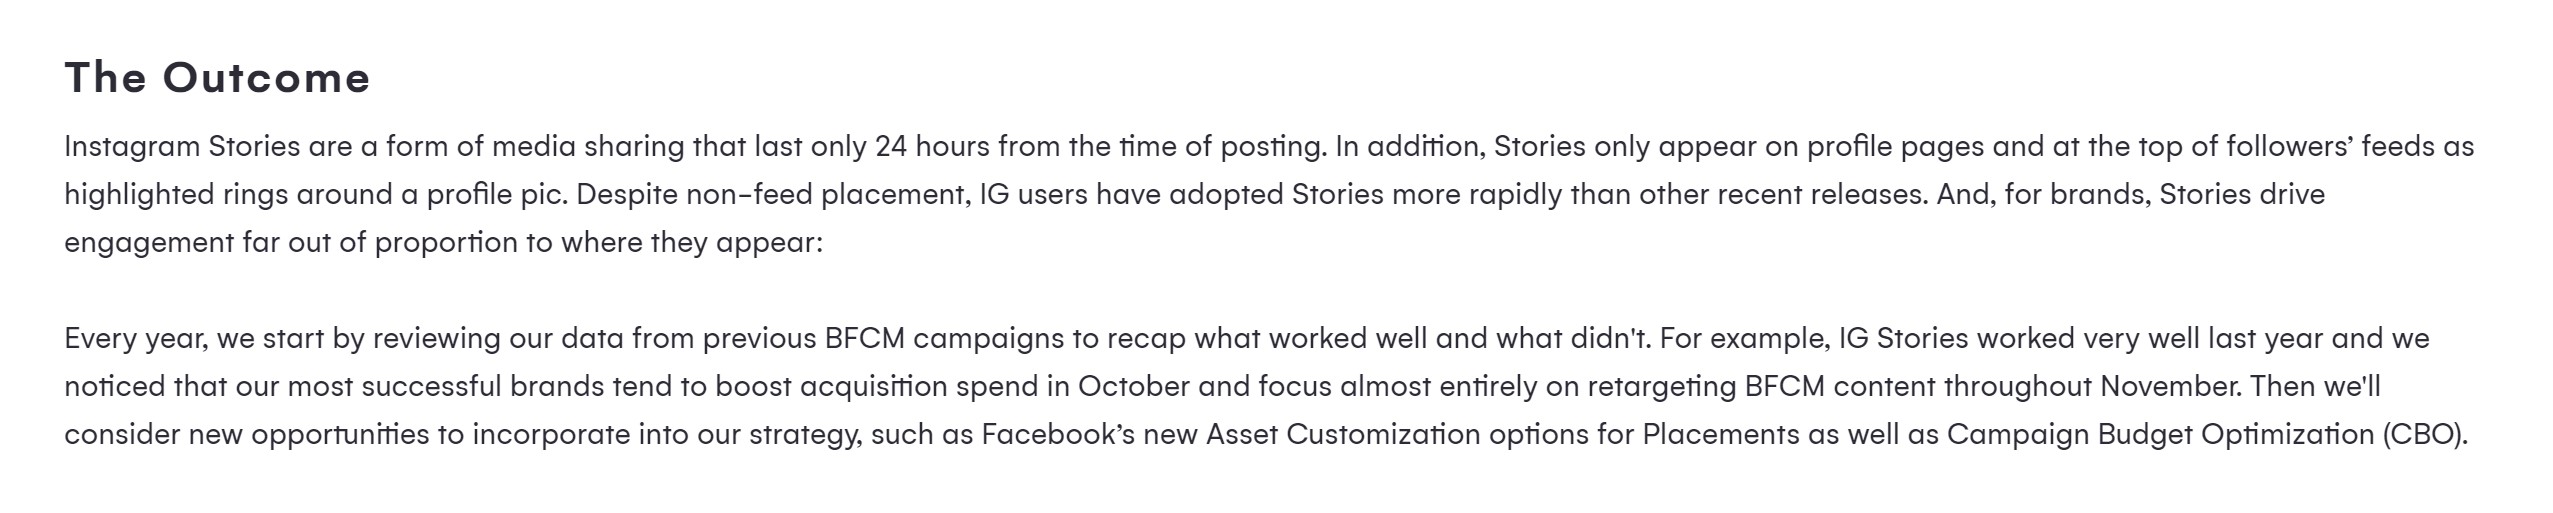 The Outcome
Instagram Stories are a form of media sharing that last only 24 hours from the time of posting. In addition, Stories only appear on profile pages and at the top of followers’ feeds as
highlighted rings around a profile pic. Despite non-feed placement, IG users have adopted Stories more rapidly than other recent releases. And, for brands, Stories drive
engagement far out of proportion to where they appear:
Every year, we start by reviewing our data from previous BFCM campaigns to recap what worked well and what didn't. For example, IG Stories worked very well last year and we
noticed that our most successful brands tend to boost acquisition spend in October and focus almost entirely on retargeting BFCM content throughout November. Then we'll
consider new opportunities to incorporate into our strategy, such as Facebook’s new Asset Customization options for Placements as well as Campaign Budget Optimization (CBO).